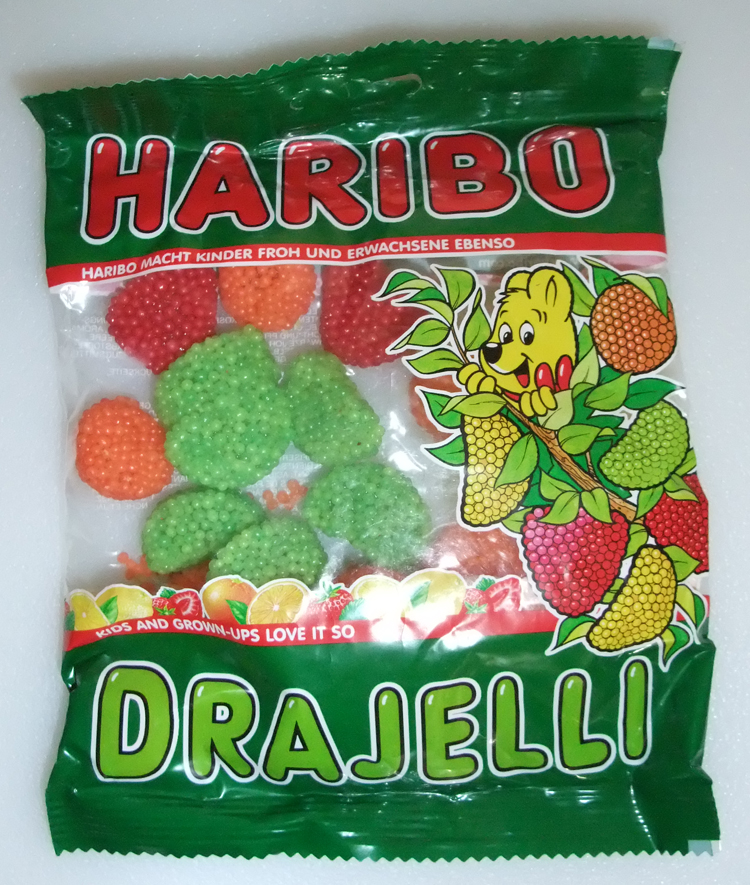 HARIBO
HARIBO MACHT KINDER FROH UND ERWACHSENE EBENSO
KIDS AND GROWN-UPS LOVE IT SO
DRAJELLI